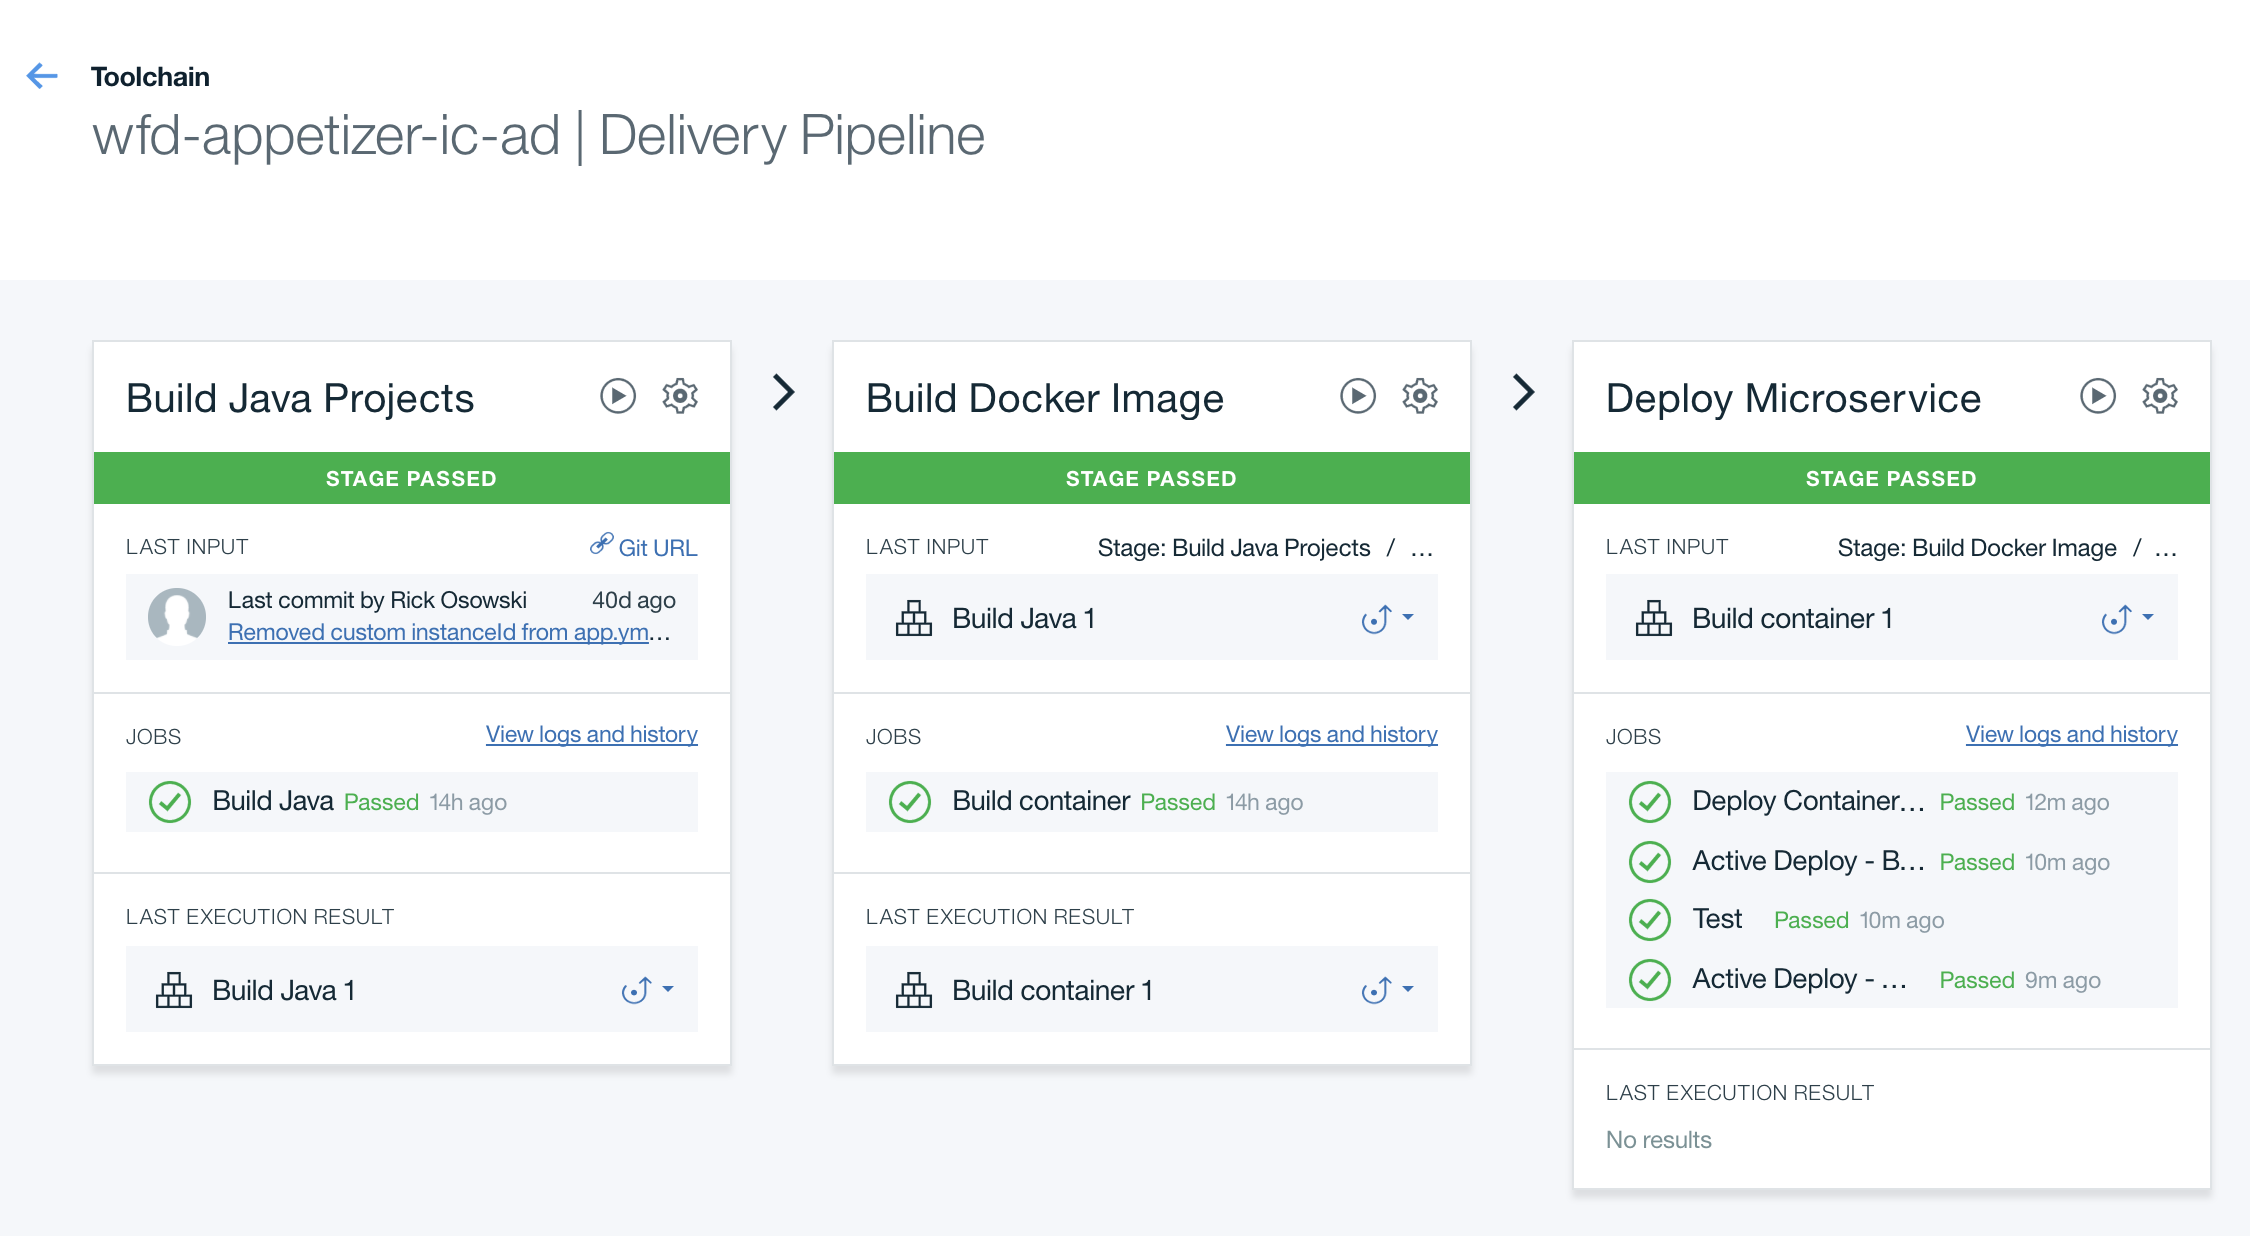 Toolchain
wfd-appetizer-ic-ad | Delivery Pipeline
Build Java Projects
STAGE PASSED
LAST INPUT Git URL
Last commit by Rick Osowski 40d ago
Removed custom instanceId from app.ym...
JOBS View logs and history
Build Java Passed 14h ago
LAST EXECUTION RESULT
Build Java 1
Build Docker Image
STAGE PASSED
LAST INPUT Stage: Build Java Projects / ...
Build Java 1
JOBS View logs and history
Build container Passed 14h ago
LAST EXECUTION RESULT
Build container 1
Deploy Microservice
STAGE PASSED
LAST INPUT Stage: Build Docker Image / ...
Build container 1
JOBS View logs and history
Deploy Container... Passed 12m ago
Active Deploy - B... Passed 10m ago
Test Passed 10m ago
Active Deploy - ... Passed 9m ago
LAST EXECUTION RESULT
No results